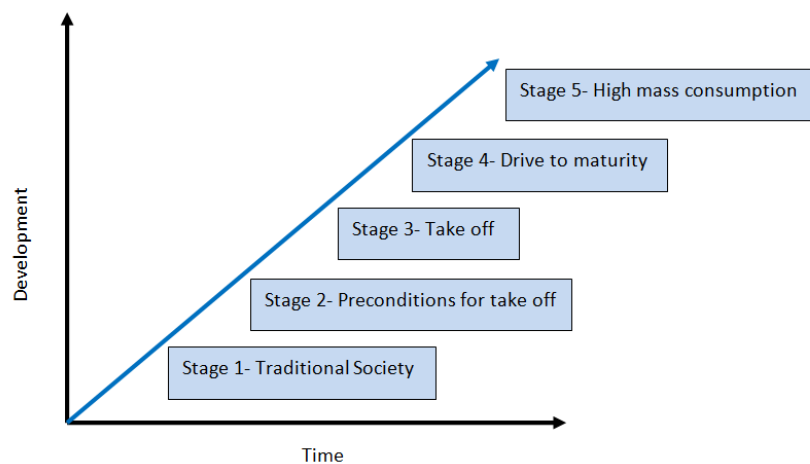 Stage 5- High mass consumption
Stage 4- Drive to maturity
Stage 3- Take off
Stage 2- Preconditions for take off
Stage 1- Traditional Society
Development
Time